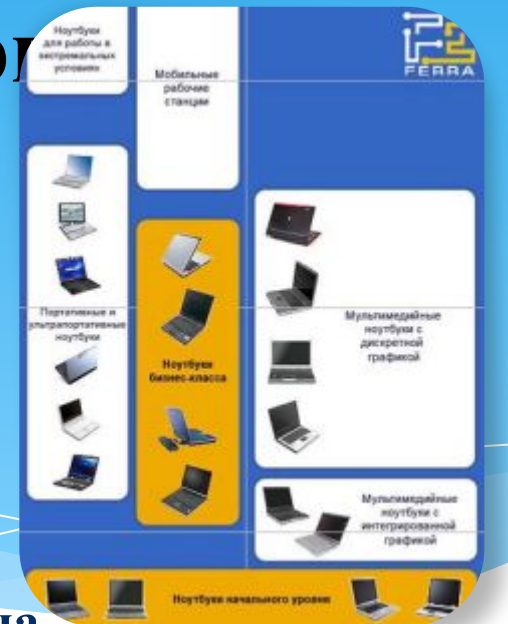 Ноутбуки
для работы в
экстремальных
условиях
Мобильные
рабочие
станции
FERRA
Портативные и
ультрапортативные
ноутбуки
Ноутбуки
бизнес-класса
Мультимедийные
ноутбуки с
дискретной
графикой
Мультимедийные
ноутбуки с
интегрированной
графикой
Ноутбуки начального уровня